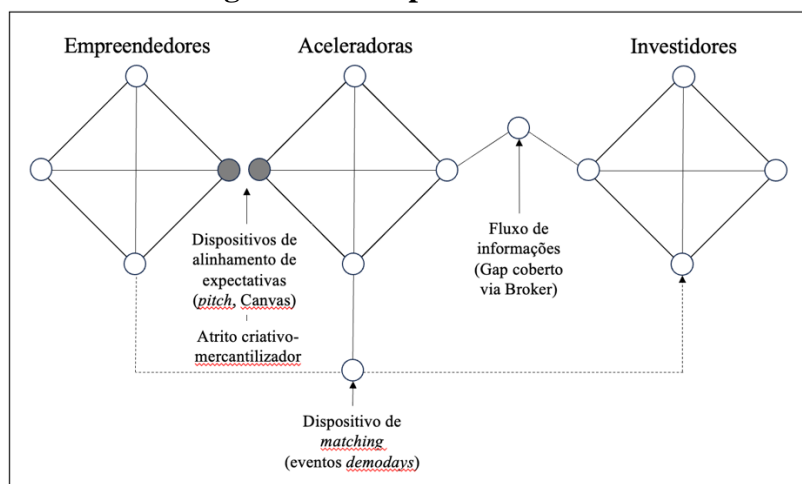 Empreendedores
Aceleradoras
Investidores
Dispositivos de
alinhamento de
expectativas
(pitch, Canvas)
Atrito criativo-
mercantilizador
Fluxo de
informações
(Gap coberto
via Broker)
Dispositivo de
matching
(eventos demodays)